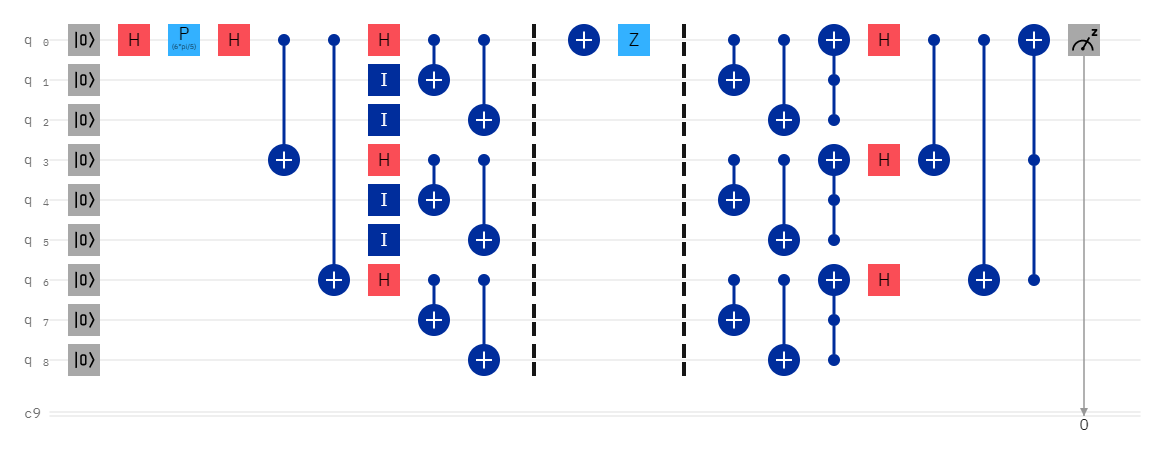 q 0 |0⟩ H P (6*pi/5) H H Z H z
q 1 |0⟩ I
q 2 |0⟩ I
q 3 |0⟩ H H
q 4 |0⟩ I
q 5 |0⟩ I
q 6 |0⟩ H H
q 7 |0⟩
q 8 |0⟩
c9
0